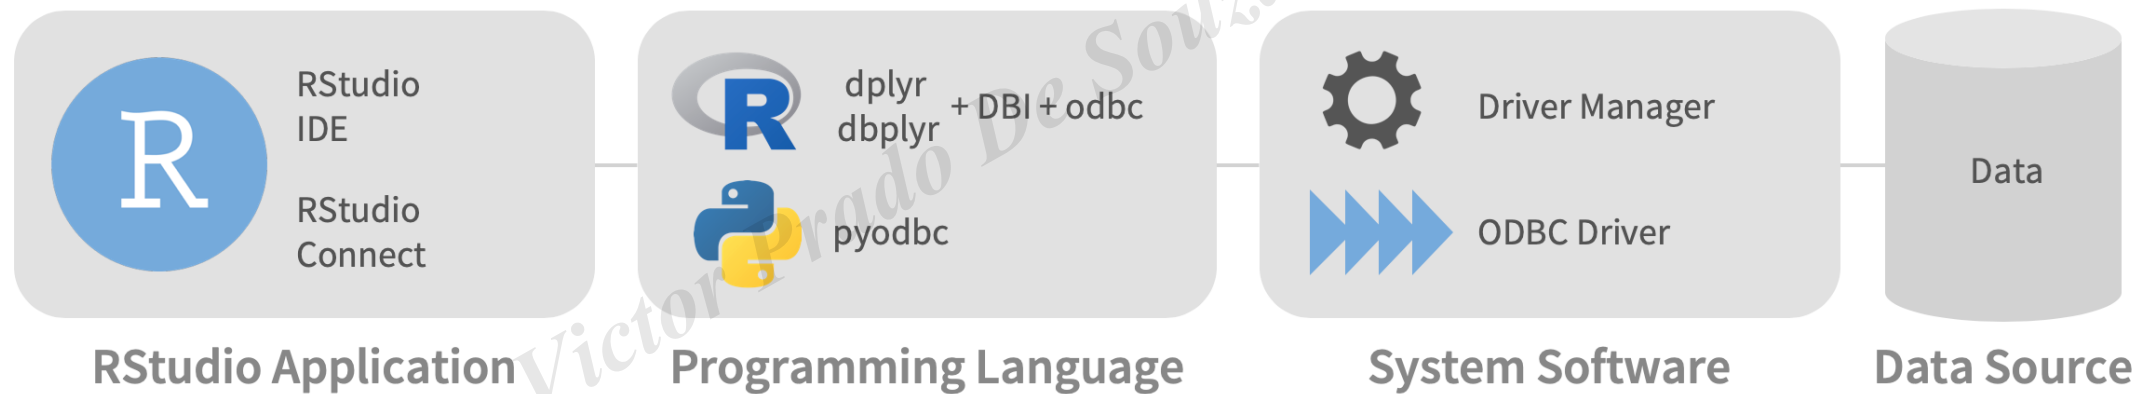 RStudio
IDE
RStudio
Connect
RStudio Application
dplyr
dbplyr
+ DBI + odbc
pyodbc
Programming Language
Driver Manager
ODBC Driver
System Software
Data
Data Source
Victor Prado De Souza